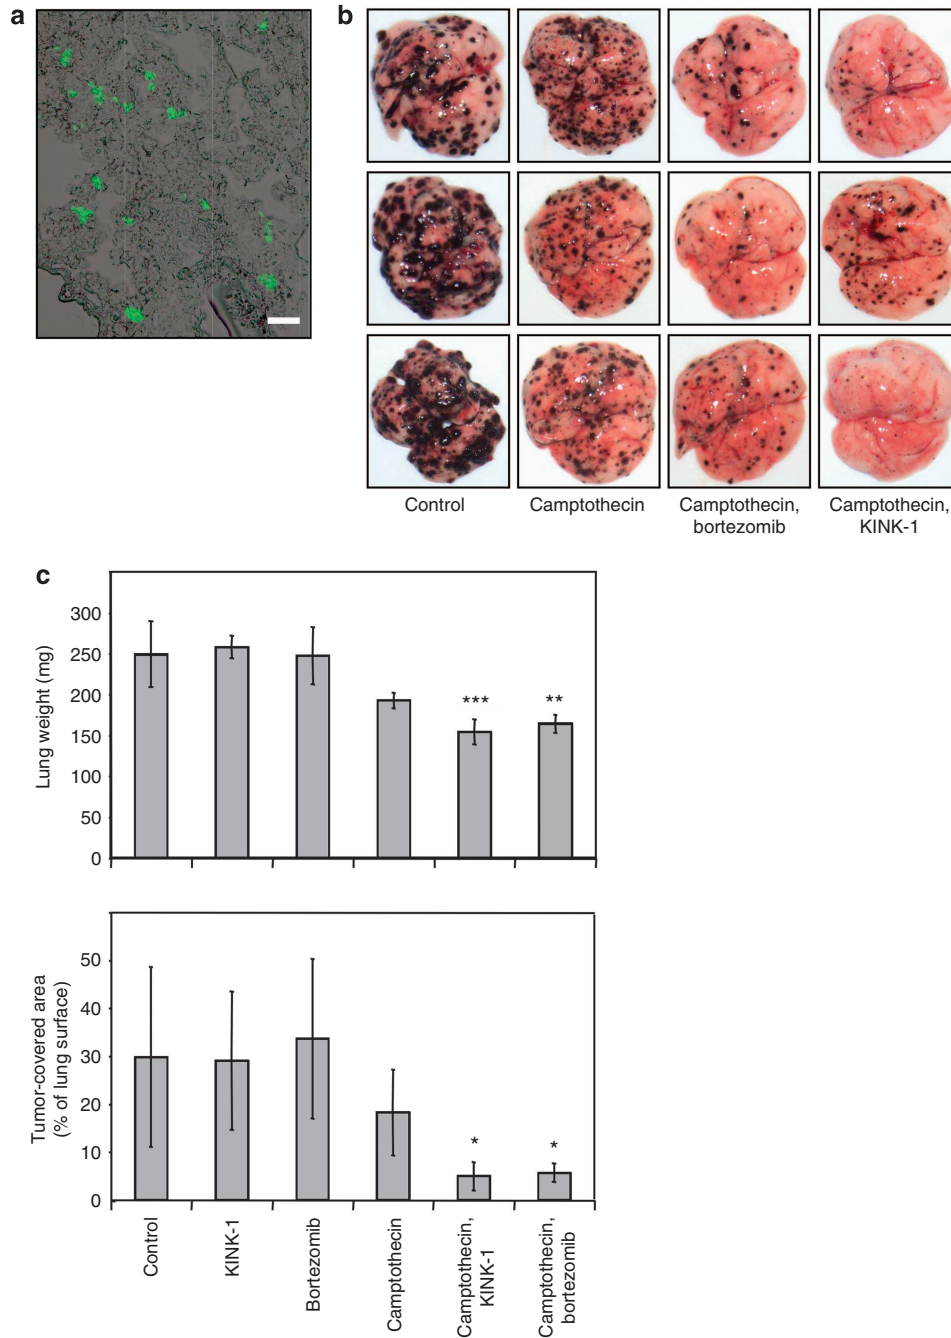 a
b
Control
Camptothecin
Camptothecin,
bortezomib
Camptothecin,
KINK-1
c
Lung weight (mg)
300
250
200
150
100
50
0
***
**
Tumor-covered area
(% of lung surface)
50
40
30
20
10
0
*
*
Control
KINK-1
Bortezomib
Camptothecin
Camptothecin,
KINK-1
Camptothecin,
bortezomib